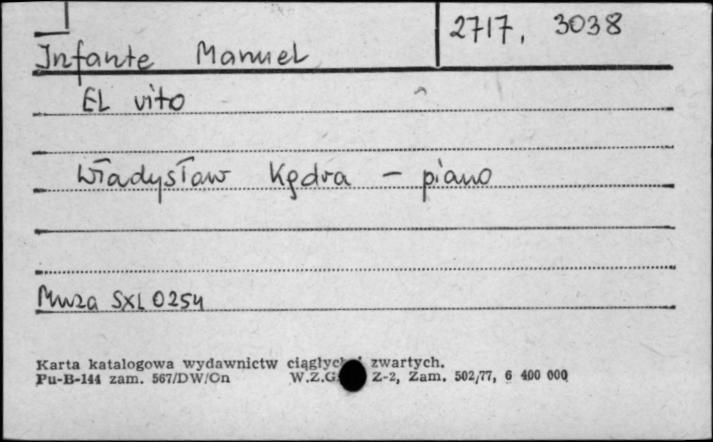 2717, 3038
Infante Manuel
El vito
Władysław Kędra – piano
Muza SXL 0254
Karta katalogowa wydawnictw ciągłych i zwartych.
Pu-B-144 zam. 567/DW/On W.Z.G. Z-2, Zam. 502/77, 6 400 000